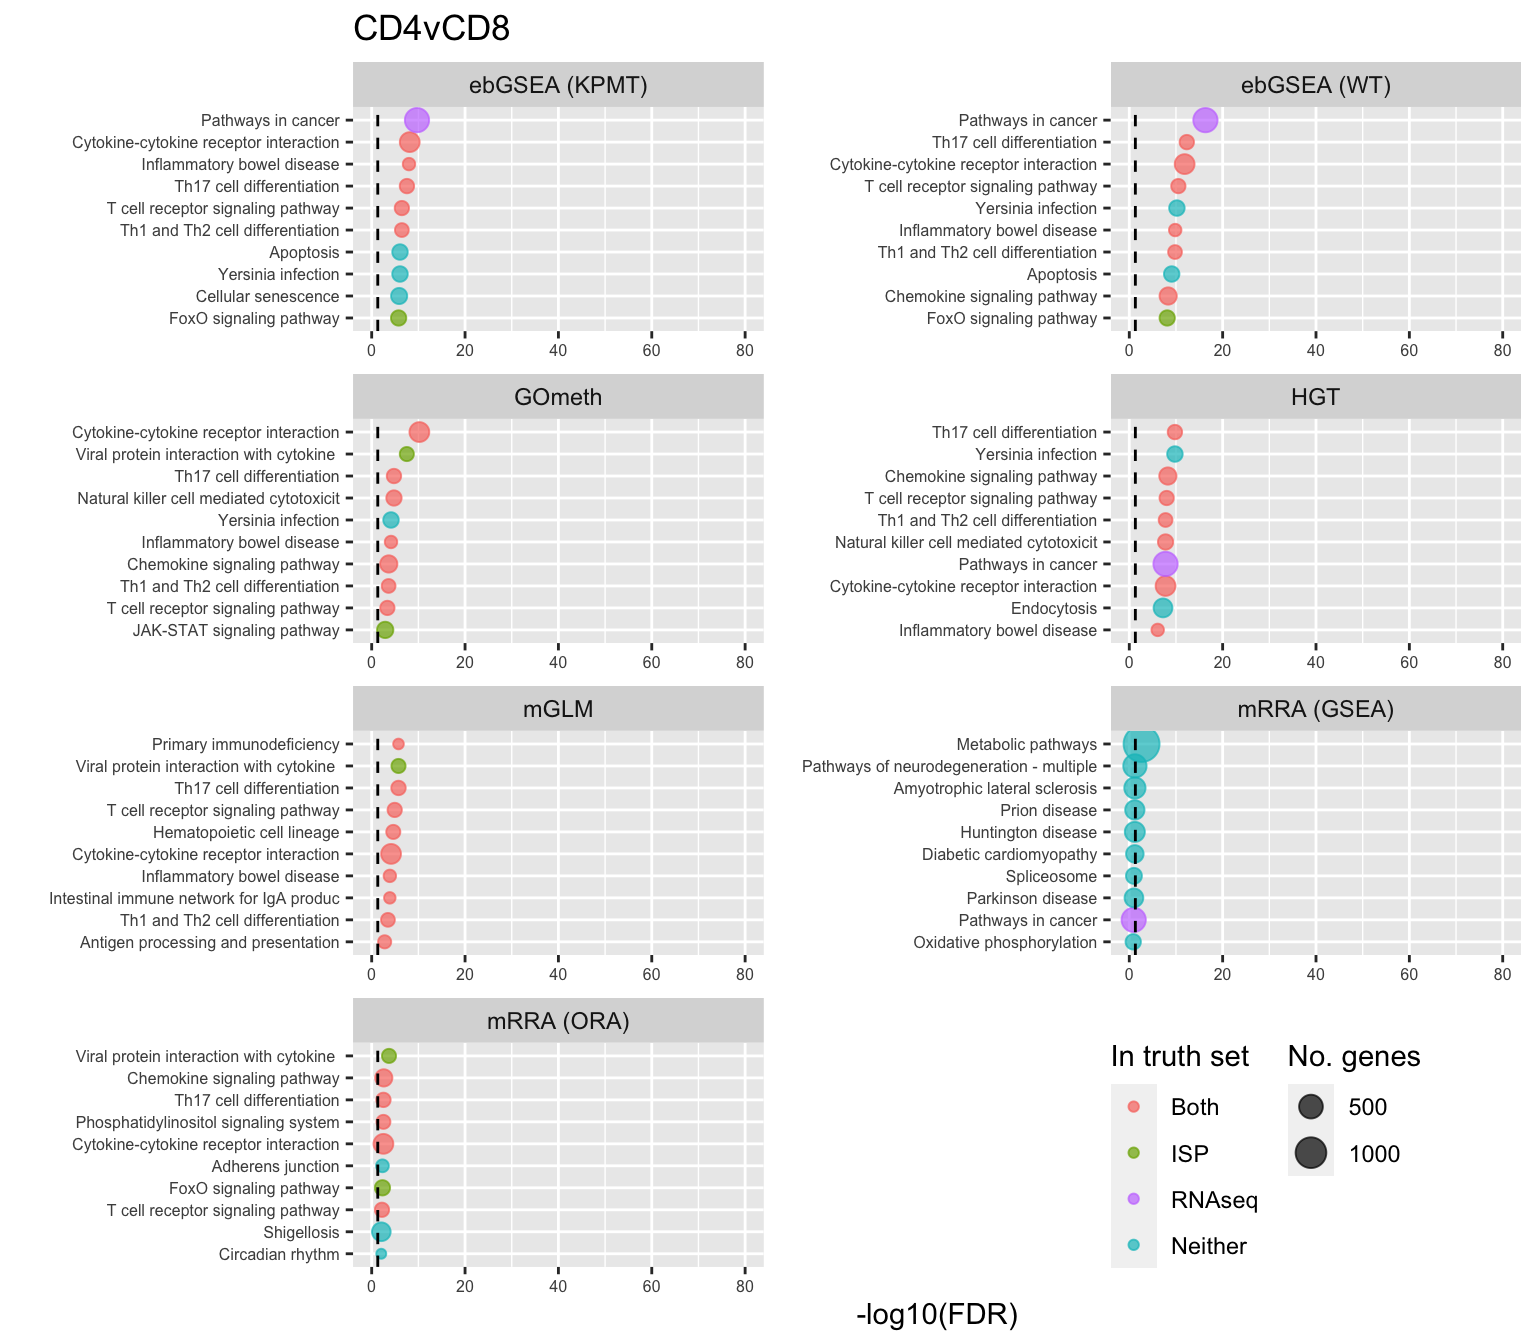 CD4vCD8
ebGSEA (KPMT)
Pathways in cancer
Cytokine-cytokine receptor interaction
Inflammatory bowel disease
Th17 cell differentiation
T cell receptor signaling pathway
Th1 and Th2 cell differentiation
Apoptosis
Yersinia infection
Cellular senescence
FoxO signaling pathway
0 20 40 60 80
ebGSEA (WT)
Pathways in cancer
Th17 cell differentiation
Cytokine-cytokine receptor interaction
T cell receptor signaling pathway
Yersinia infection
Inflammatory bowel disease
Th1 and Th2 cell differentiation
Apoptosis
Chemokine signaling pathway
FoxO signaling pathway
0 20 40 60 80
GOmeth
Cytokine-cytokine receptor interaction
Viral protein interaction with cytokine
Th17 cell differentiation
Natural killer cell mediated cytotoxicit
Yersinia infection
Inflammatory bowel disease
Chemokine signaling pathway
Th1 and Th2 cell differentiation
T cell receptor signaling pathway
JAK-STAT signaling pathway
0 20 40 60 80
HGT
Th17 cell differentiation
Yersinia infection
Chemokine signaling pathway
T cell receptor signaling pathway
Th1 and Th2 cell differentiation
Natural killer cell mediated cytotoxicit
Pathways in cancer
Cytokine-cytokine receptor interaction
Endocytosis
Inflammatory bowel disease
0 20 40 60 80
mGLM
Primary immunodeficiency
Viral protein interaction with cytokine
Th17 cell differentiation
T cell receptor signaling pathway
Hematopoietic cell lineage
Cytokine-cytokine receptor interaction
Inflammatory bowel disease
Intestinal immune network for IgA produc
Th1 and Th2 cell differentiation
Antigen processing and presentation
0 20 40 60 80
mRRA (GSEA)
Metabolic pathways
Pathways of neurodegeneration - multiple
Amyotrophic lateral sclerosis
Prion disease
Huntington disease
Diabetic cardiomyopathy
Spliceosome
Parkinson disease
Pathways in cancer
Oxidative phosphorylation
0 20 40 60 80
mRRA (ORA)
Viral protein interaction with cytokine
Chemokine signaling pathway
Th17 cell differentiation
Phosphatidylinositol signaling system
Cytokine-cytokine receptor interaction
Adherens junction
FoxO signaling pathway
T cell receptor signaling pathway
Shigellosis
Circadian rhythm
0 20 40 60 80
In truth set
Both
ISP
RNAseq
Neither
No. genes
500
1000
-log10(FDR)